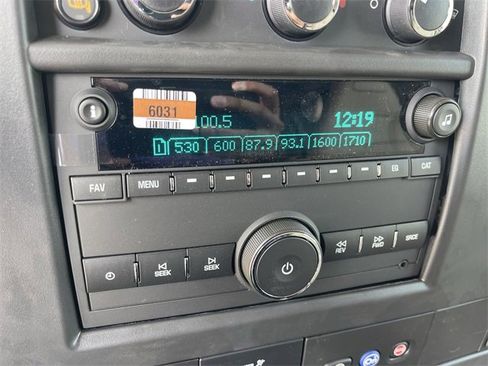 6031
100.5 12:19
1 530 600 87.9 93.1 1600 1710
FAV MENU EQ CAT
SEEK SEEK REV FWD SRCE